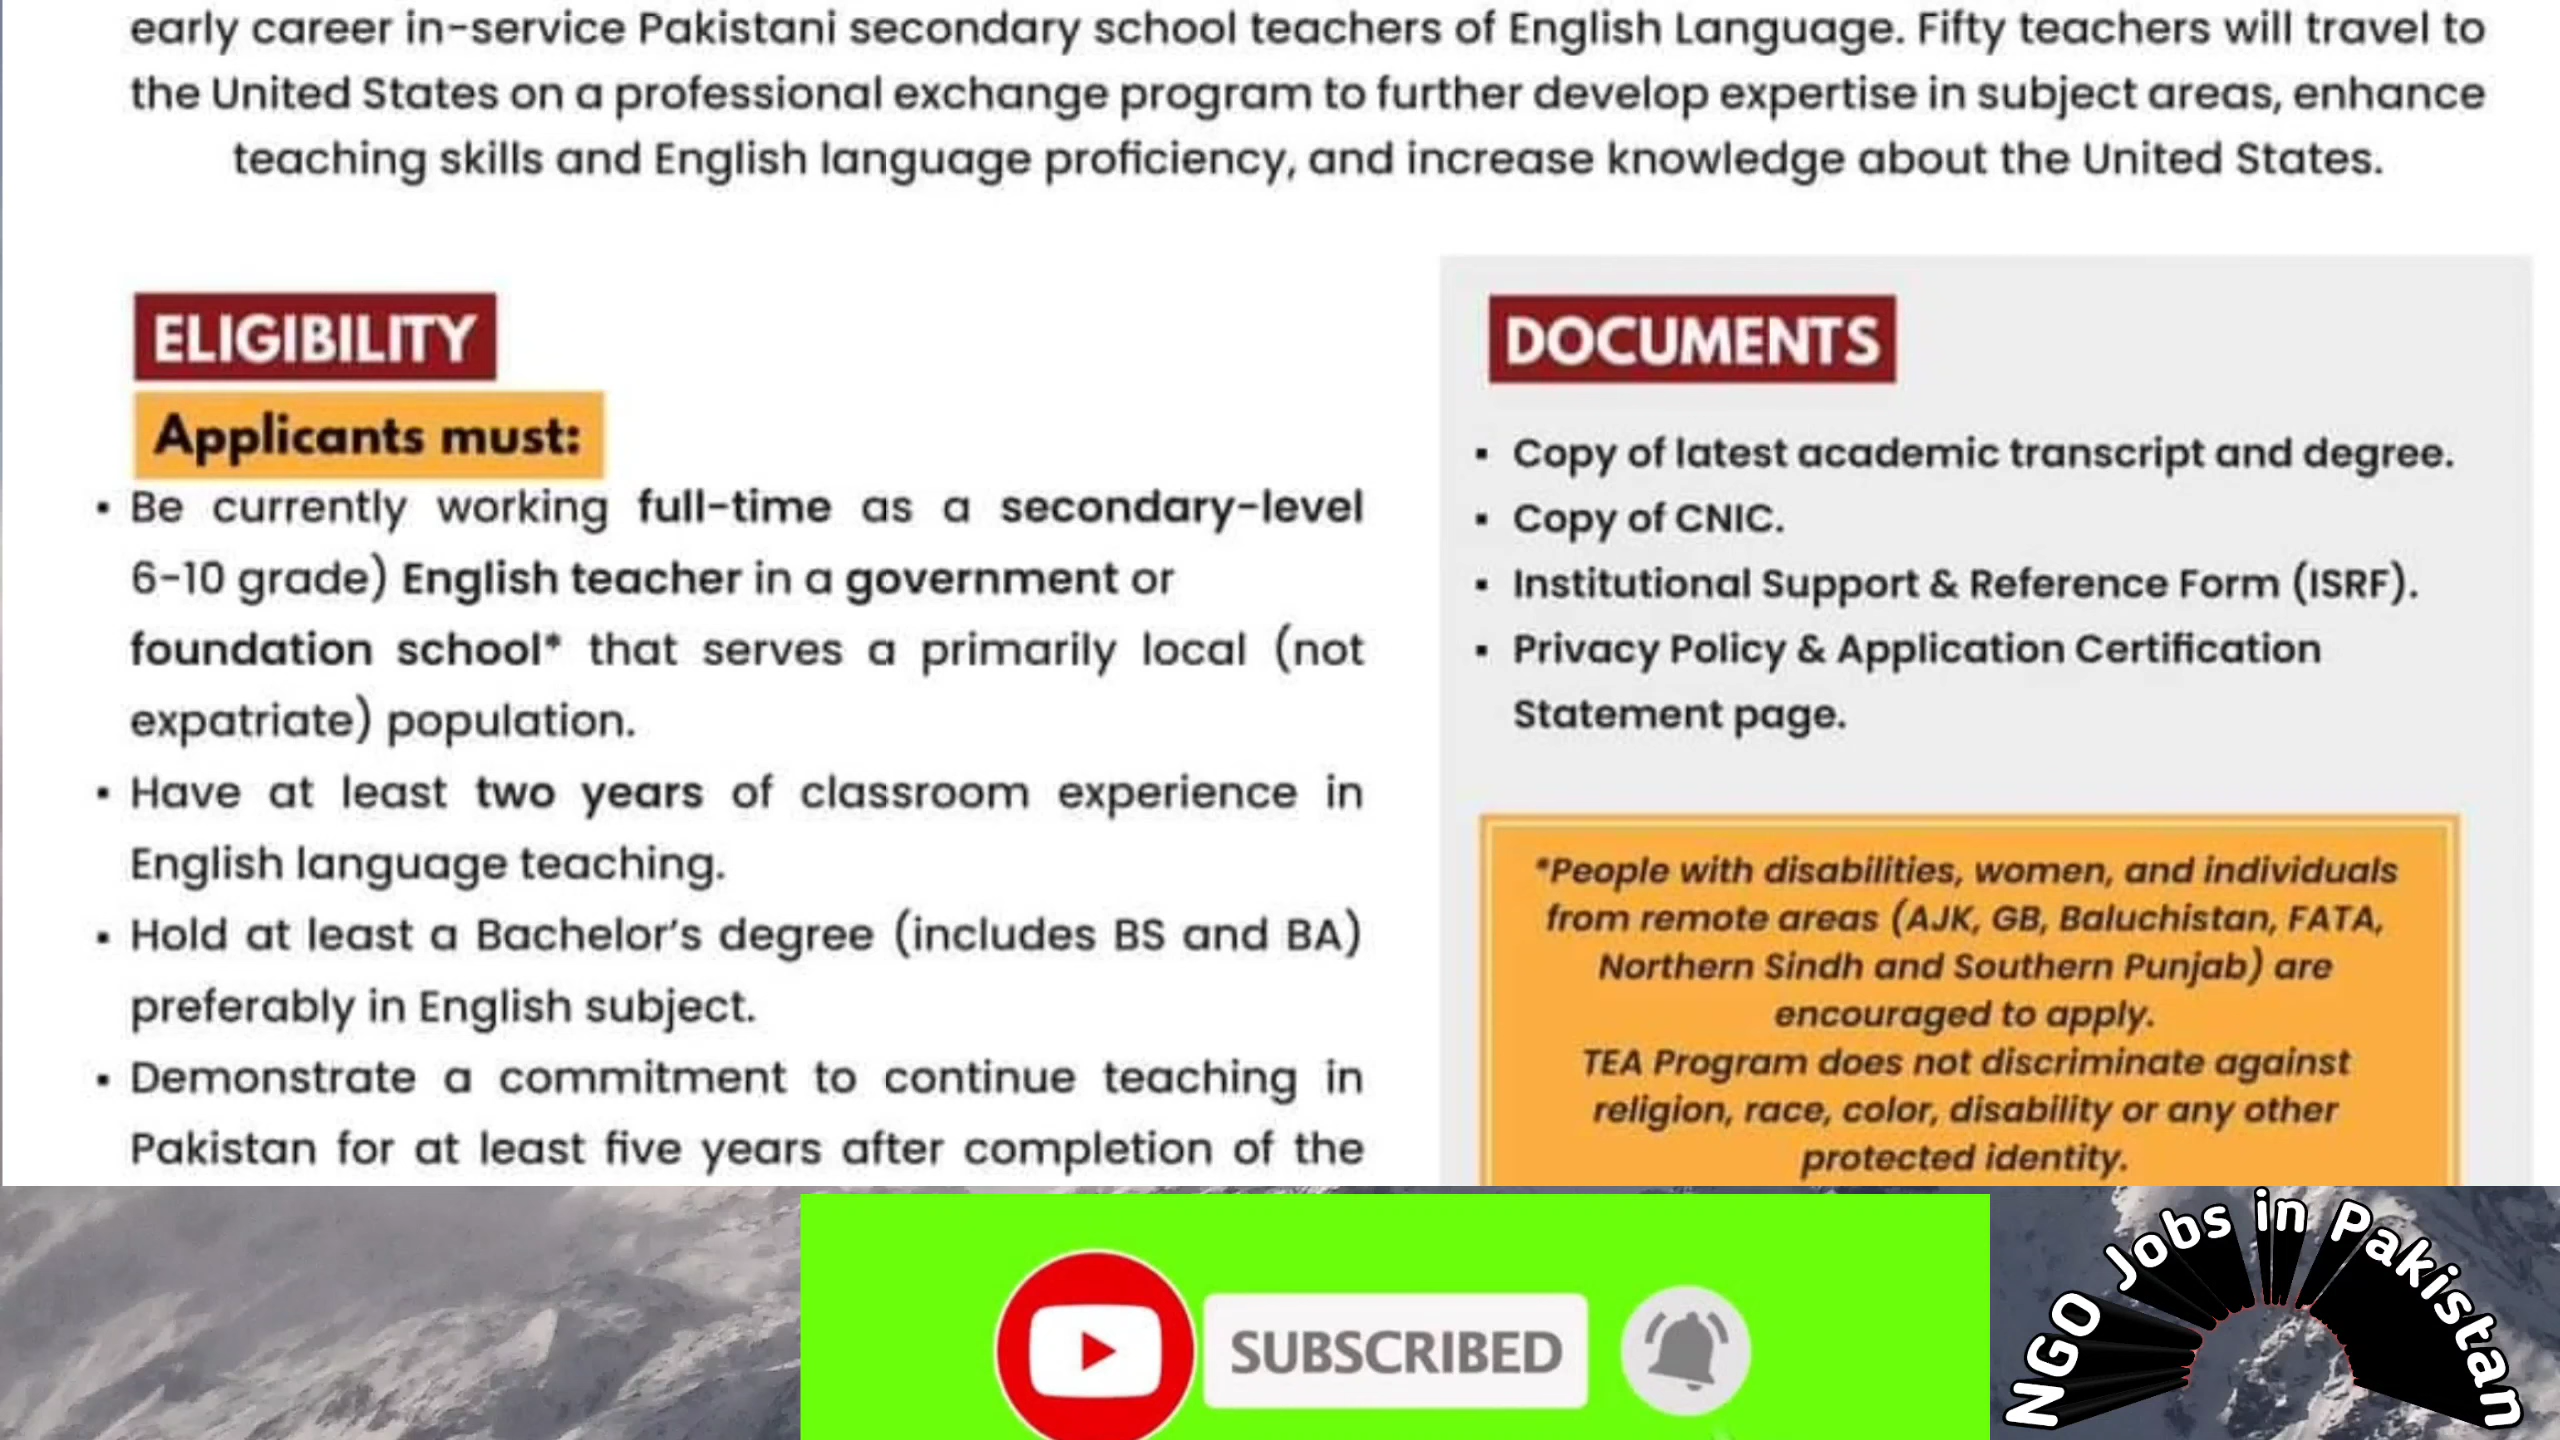 early career in-service Pakistani secondary school teachers of English Language. Fifty teachers will travel to
the United States on a professional exchange program to further develop expertise in subject areas, enhance
teaching skills and English language proficiency, and increase knowledge about the United States.
ELIGIBILITY
Applicants must:
▪ Be currently working full-time as a secondary-level
6-10 grade) English teacher in a government or
foundation school* that serves a primarily local (not
expatriate) population.
▪ Have at least two years of classroom experience in
English language teaching.
▪ Hold at least a Bachelor's degree (includes BS and BA)
preferably in English subject.
▪ Demonstrate a commitment to continue teaching in
Pakistan for at least five years after completion of the
DOCUMENTS
▪ Copy of latest academic transcript and degree.
▪ Copy of CNIC.
▪ Institutional Support & Reference Form (ISRF).
▪ Privacy Policy & Application Certification
Statement page.
*People with disabilities, women, and individuals
from remote areas (AJK, GB, Baluchistan, FATA,
Northern Sindh and Southern Punjab) are
encouraged to apply.
TEA Program does not discriminate against
religion, race, color, disability or any other
protected identity.
SUBSCRIBED
NGO Jobs in Pakistan